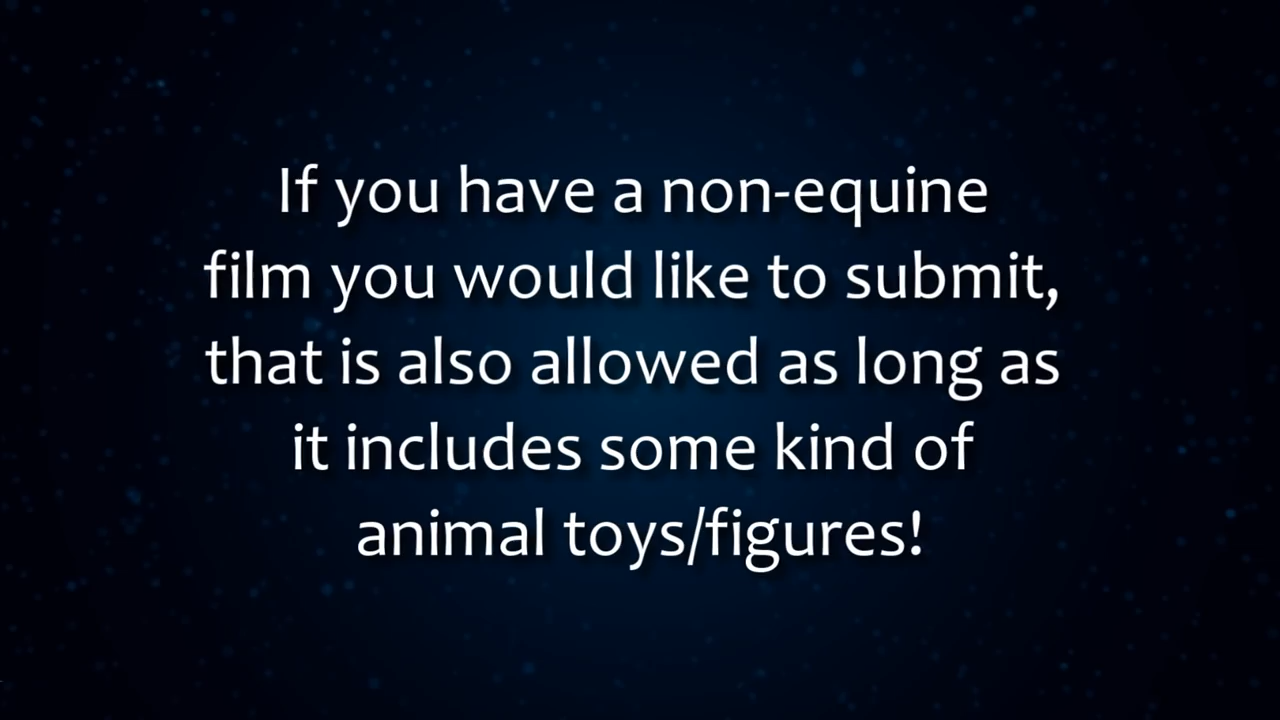 If you have a non-equine
film you would like to submit,
that is also allowed as long as
it includes some kind of
animal toys/figures!